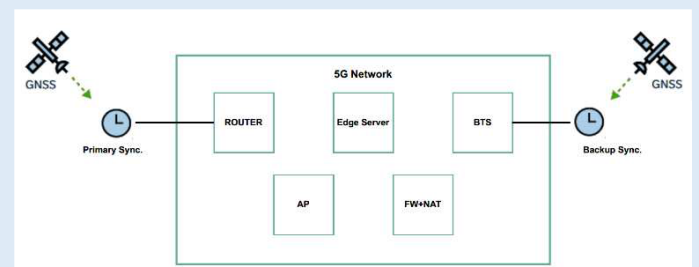 5G Network
GNSS
GNSS
ROUTER
Edge Server
BTS
Primary Sync.
Backup Sync.
AP
FW+NAT